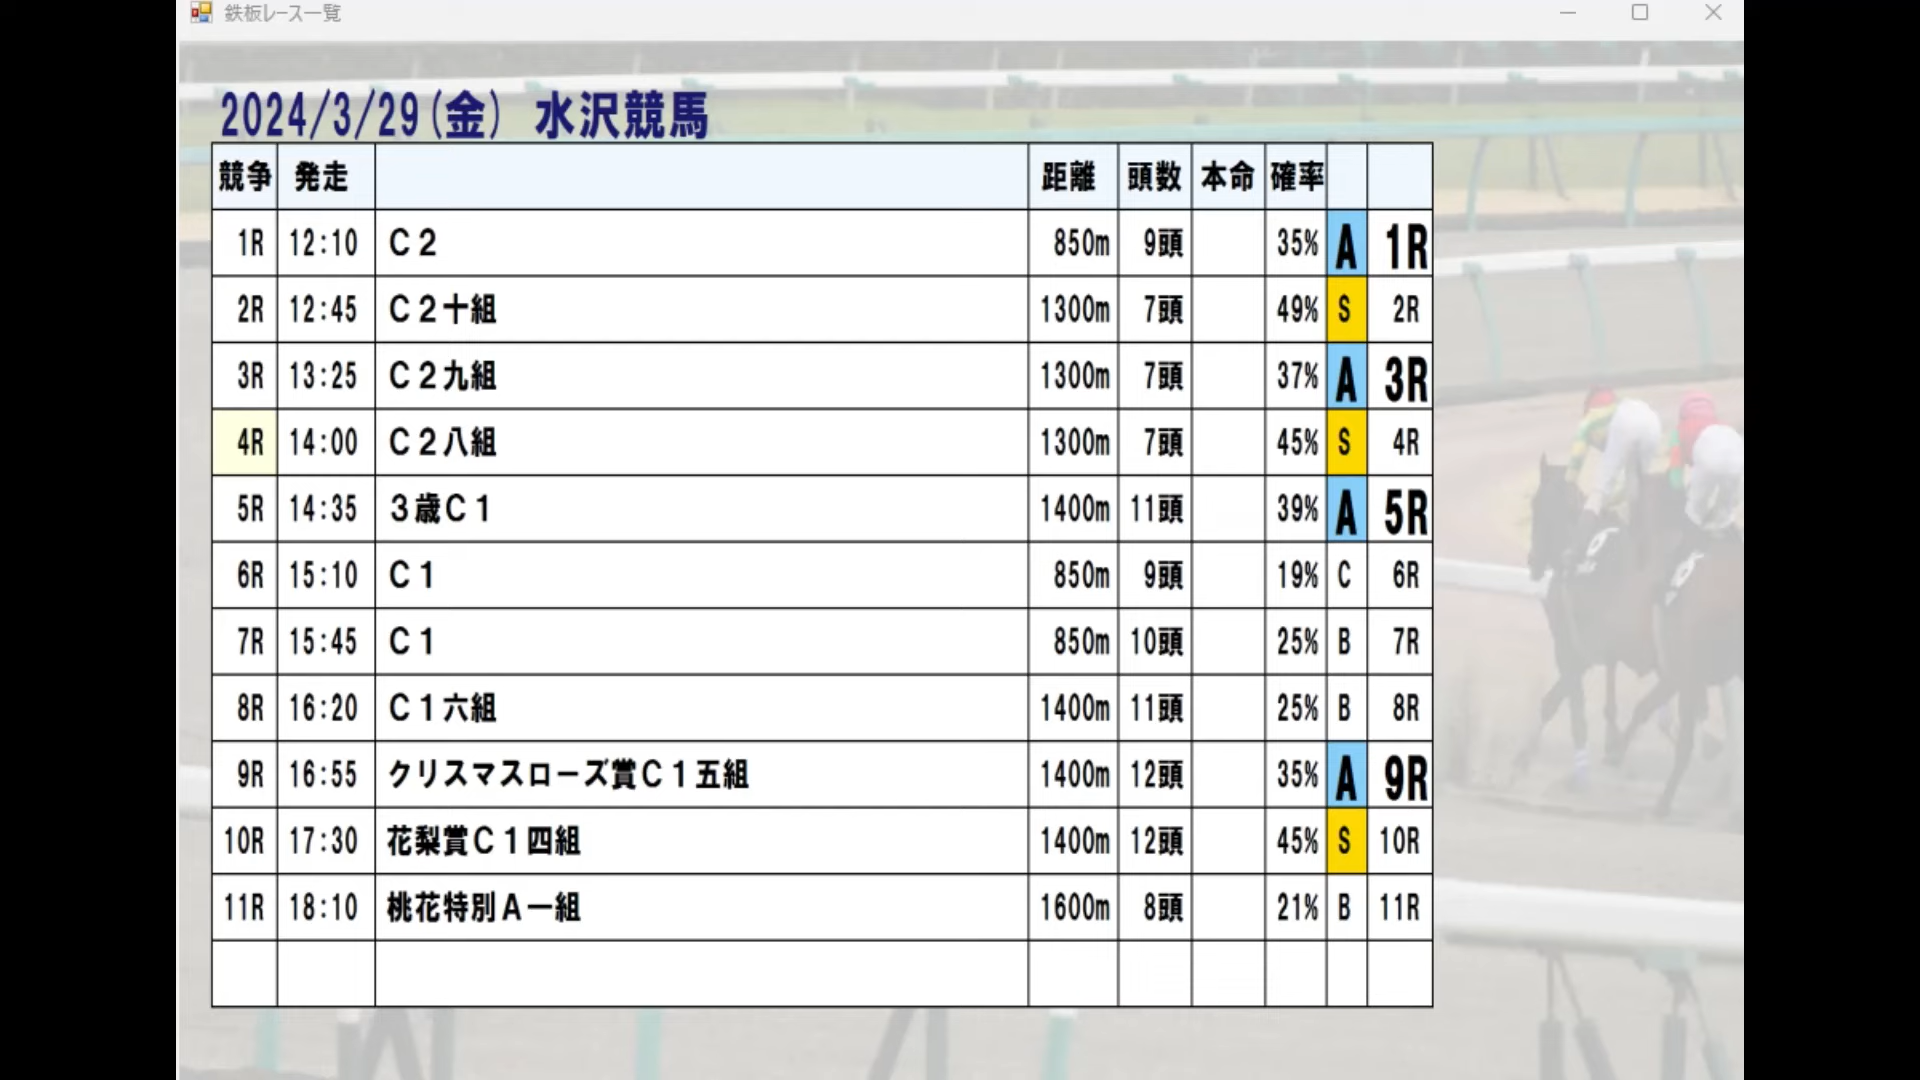 鉄板レース一覧
2024/3/29(金) 水沢競馬
競争 発走 距離 頭数 本命 確率
1R 12:10 C2 850m 9頭 35% A 1R
2R 12:45 C2十組 1300m 7頭 49% S 2R
3R 13:25 C2九組 1300m 7頭 37% A 3R
4R 14:00 C2八組 1300m 7頭 45% S 4R
5R 14:35 3歳C1 1400m 11頭 39% A 5R
6R 15:10 C1 850m 9頭 19% C 6R
7R 15:45 C1 850m 10頭 25% B 7R
8R 16:20 C1六組 1400m 11頭 25% B 8R
9R 16:55 クリスマスローズ賞C1五組 1400m 12頭 35% A 9R
10R 17:30 花梨賞C1四組 1400m 12頭 45% S 10R
11R 18:10 桃花特別A一組 1600m 8頭 21% B 11R